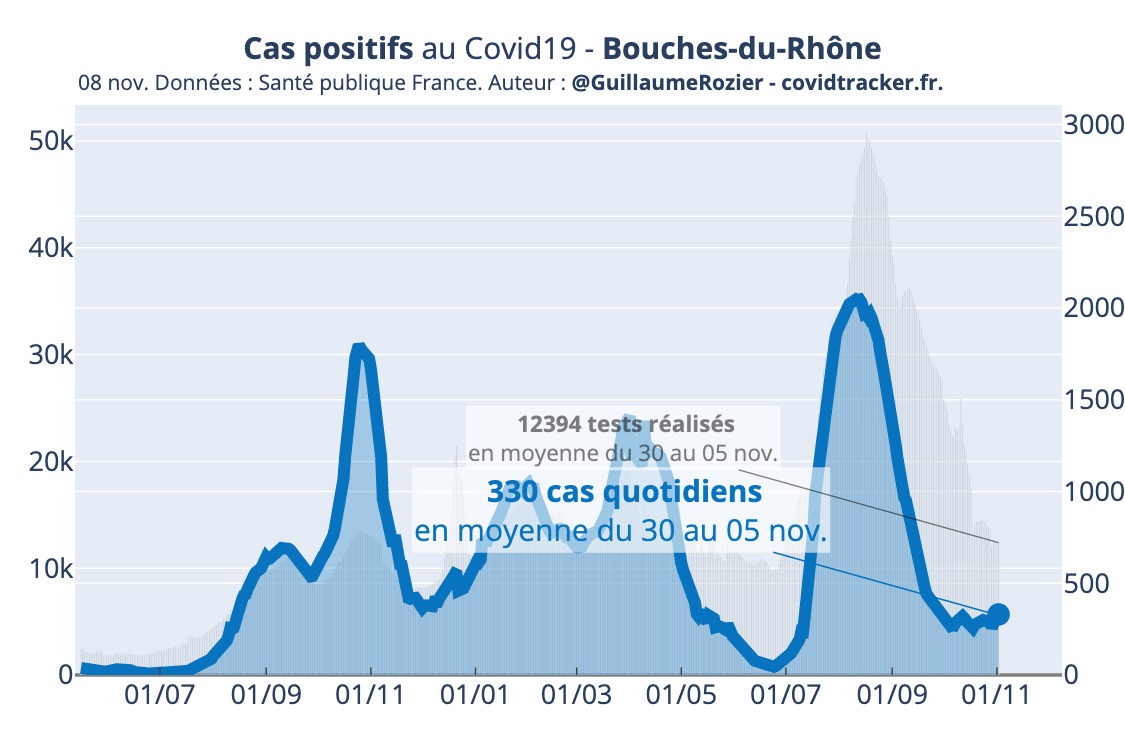 Cas positifs au Covid19 - Bouches-du-Rhône
08 nov. Données : Santé publique France. Auteur : @GuillaumeRozier - covidtracker.fr.
50k
40k
30k
20k
10k
0
3000
2500
2000
1500
1000
500
0
12394 tests réalisés
en moyenne du 30 au 05 nov.
330 cas quotidiens
en moyenne du 30 au 05 nov.
01/07 01/09 01/11 01/01 01/03 01/05 01/07 01/09 01/11